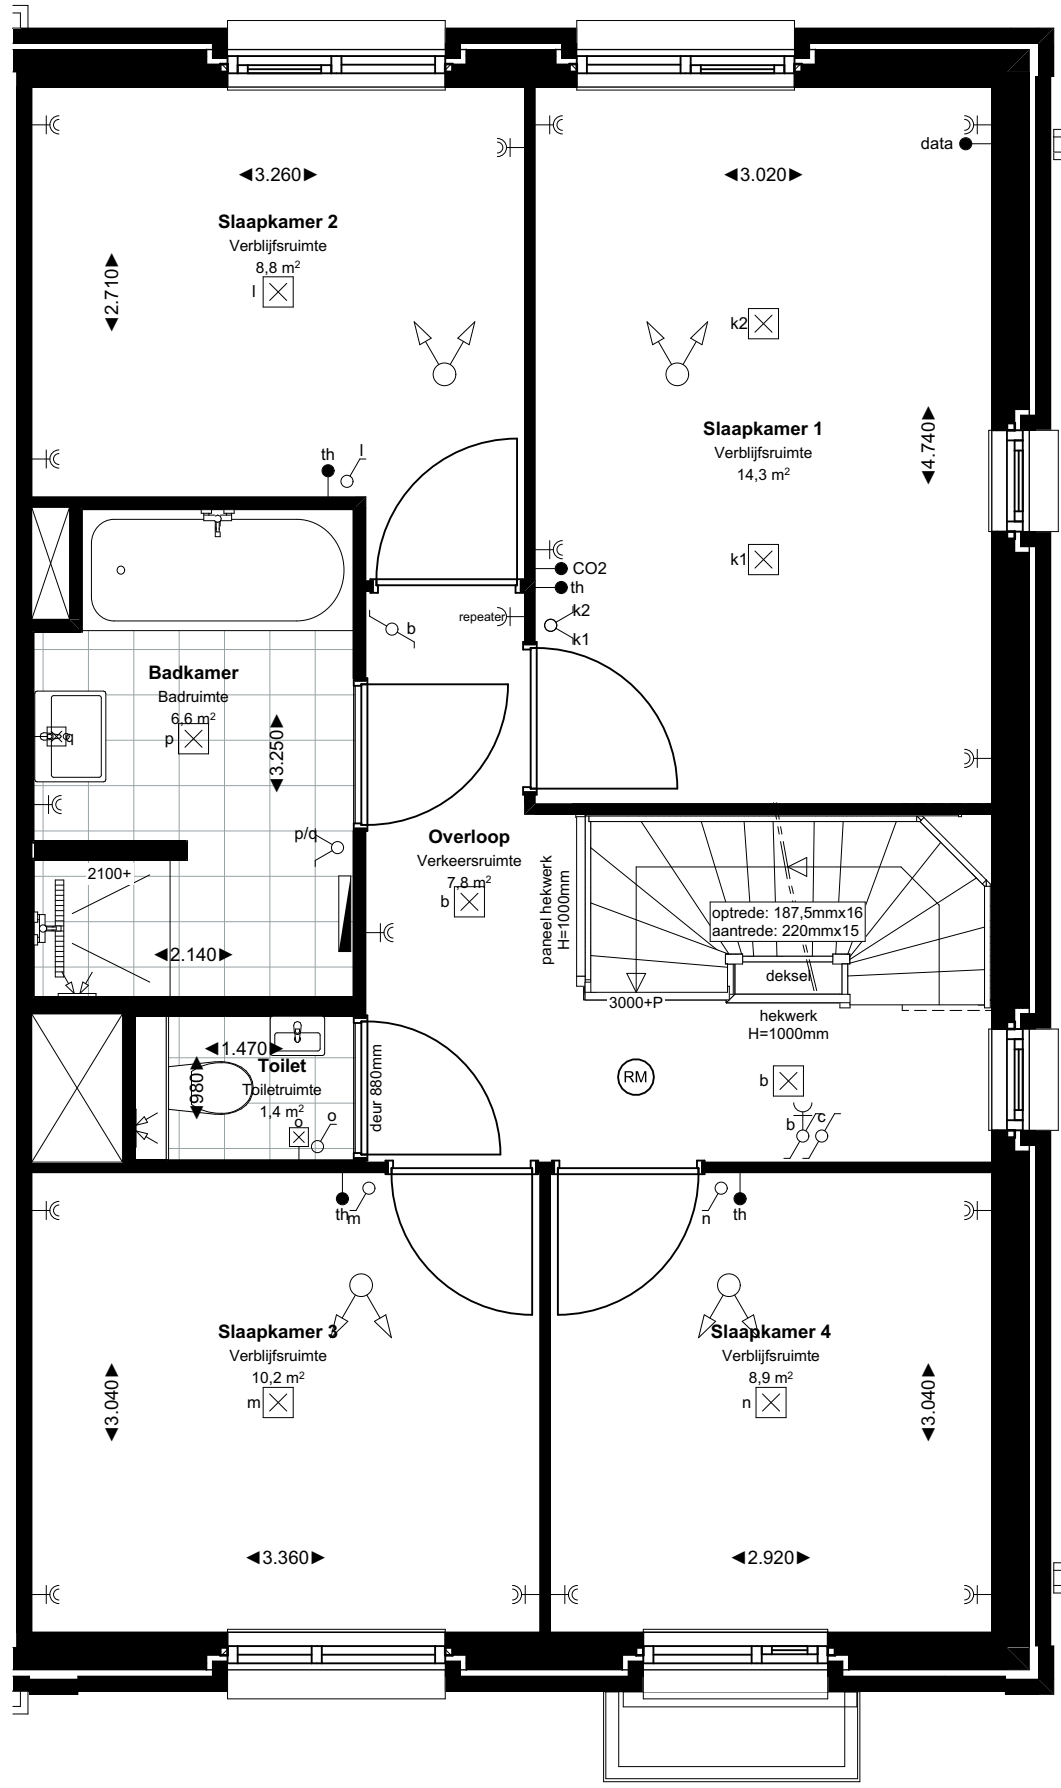 data
3.260
3.020
Slaapkamer 2
Verblijfsruimte
8,8 m²
l
2.710
k2
Slaapkamer 1
Verblijfsruimte
14,3 m²
4.740
th
l
k1
CO2
th
k2
k1
repeater
b
Badkamer
Badruimte
6,6 m²
p
q
3.250
p/q
Overloop
Verkeersruimte
7,8 m²
b
2100+
2.140
paneel hekwerk
H=1000mm
optrede: 187,5mmx16
aantrede: 220mmx15
deksel
3000+P
hekwerk
H=1000mm
1.470
980
Toilet
Toiletruimte
1,4 m²
o
o
deur 880mm
RM
b
b
c
th
m
n
th
Slaapkamer 3
Verblijfsruimte
10,2 m²
m
3.040
Slaapkamer 4
Verblijfsruimte
8,9 m²
n
3.040
3.360
2.920